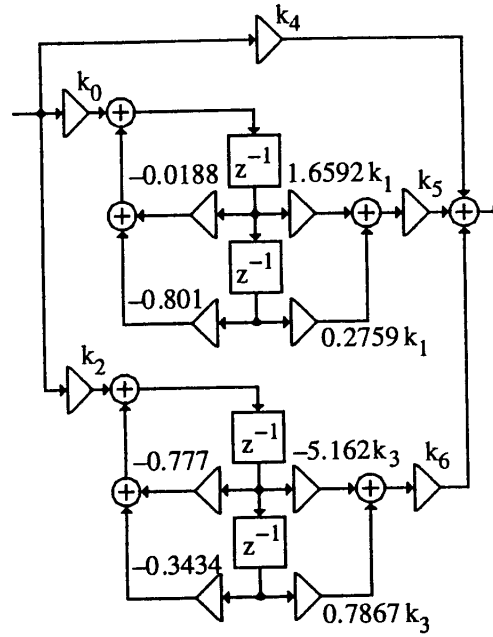 k4
k0
+
z−1
−0.0188
1.6592 k1
k5
+
+
+
z−1
−0.801
0.2759 k1
k2
+
z−1
−0.777
−5.162 k3
k6
+
+
z−1
−0.3434
0.7867 k3